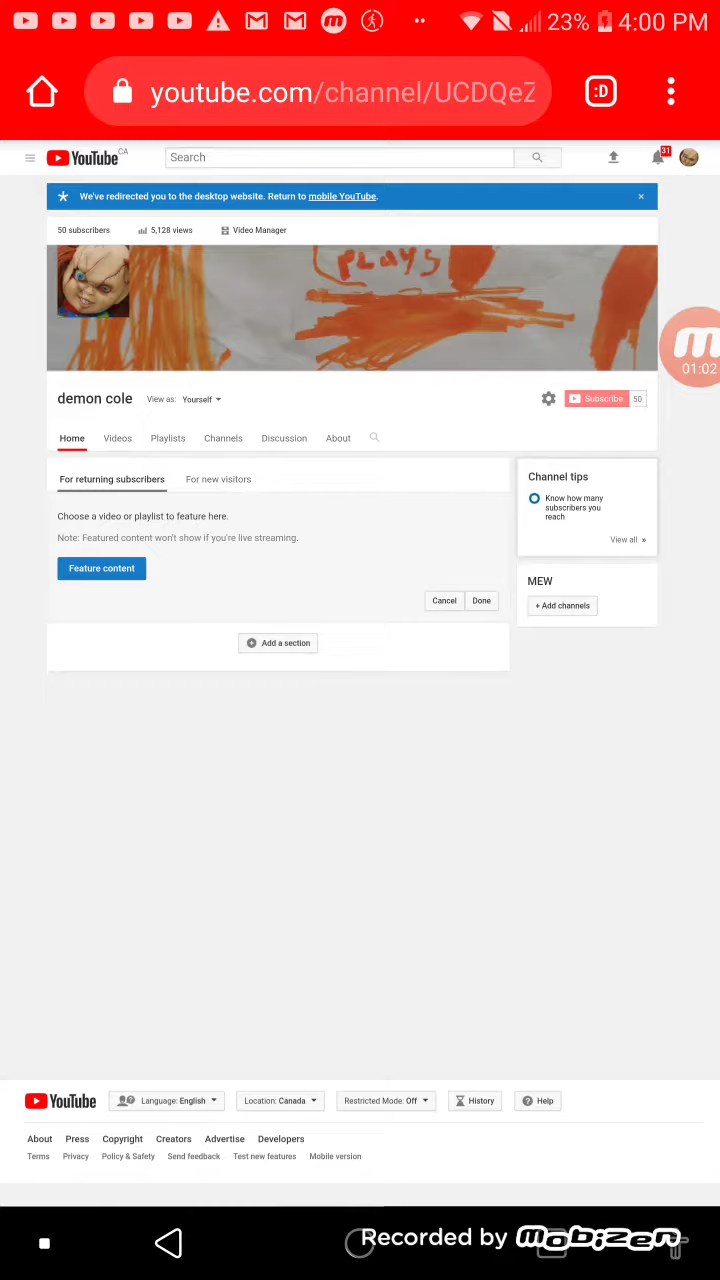 23% 4:00 PM
youtube.com/channel/UCDQeZ :D
YouTube CA Search 31
We've redirected you to the desktop website. Return to mobile YouTube. ×
50 subscribers 5,128 views Video Manager
PLAYS
01:02
demon cole View as: Yourself Subscribe 50
Home Videos Playlists Channels Discussion About
For returning subscribers For new visitors
Choose a video or playlist to feature here.
Note: Featured content won't show if you're live streaming.
Feature content
Cancel Done
Add a section
Channel tips
Know how many
subscribers you
reach
View all »
MEW
+ Add channels
YouTube Language: English Location: Canada Restricted Mode: Off History Help
About Press Copyright Creators Advertise Developers
Terms Privacy Policy & Safety Send feedback Test new features Mobile version
Recorded by mobizen